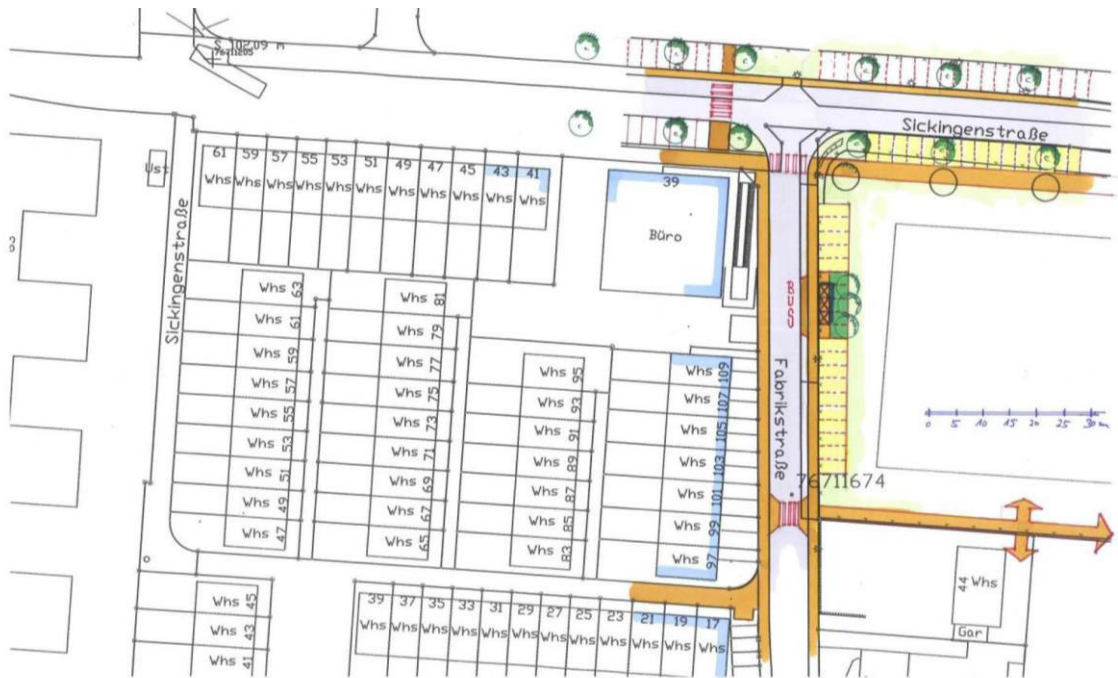 S 102.09 m
76711205
Sickingenstraße
Ust
61 59 57 55 53 51 49 47 45 43 41
Whs Whs Whs Whs Whs Whs Whs Whs Whs Whs Whs
39
Büro
Sickingenstraße
Whs 63
Whs 61
Whs 59
Whs 57
Whs 55
Whs 53
Whs 51
Whs 49
Whs 47
Whs 81
Whs 79
Whs 77
Whs 75
Whs 73
Whs 71
Whs 69
Whs 67
Whs 65
Whs 95
Whs 93
Whs 91
Whs 89
Whs 87
Whs 85
Whs 83
Whs 109
Whs 107
Whs 105
Whs 103
Whs 101
Whs 99
Whs 97
BUS
Fabrikstraße
0 5 10 15 20 25 30 m
76711674
44 Whs
Gar
Whs 45
Whs 43
Whs 41
39 37 35 33 31 29 27 25 23 21 19 17
Whs Whs Whs Whs Whs Whs Whs Whs Whs Whs Whs Whs